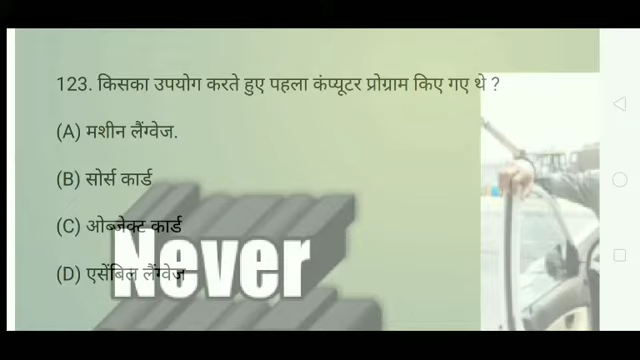 123. किसका उपयोग करते हुए पहला कंप्यूटर प्रोग्राम किए गए थे ?
(A) मशीन लैंग्वेज.
(B) सोर्स कार्ड
(C) ओब्जेक्ट कार्ड
(D) एसेंबिल लैंग्वेज
Never